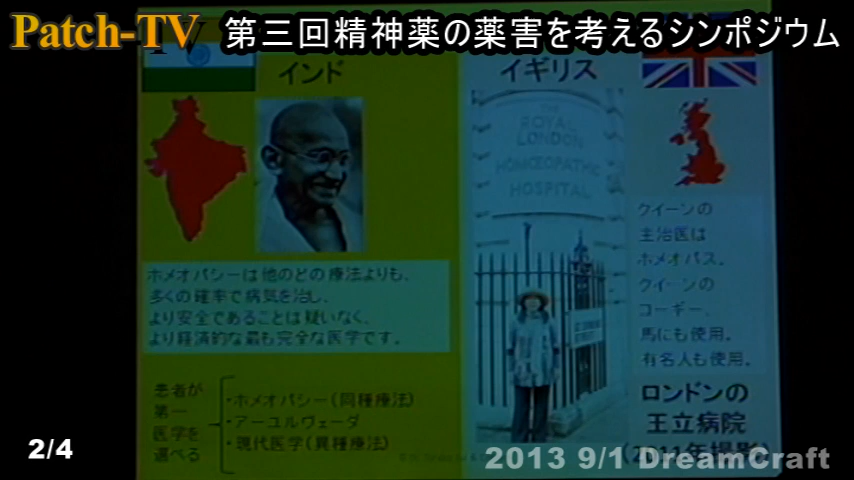 Patch-TV 第三回精神薬の薬害を考えるシンポジウム
インド
ホメオパシーは他のどの療法よりも、
多くの確率で病気を治し、
より安全であることは疑いなく、
より経済的な最も完全な医学です。
患者が
第一
医学を
選べる
・ホメオパシー(同種療法)
・アーユルヴェーダ
・現代医学(異種療法)
イギリス
THE
ROYAL
LONDON
HOMŒOPATHIC
HOSPITAL
クイーンの
主治医は
ホメオパス。
クイーンの
コーギー、
馬にも使用。
有名人も使用。
ロンドンの
王立病院
2/4
2013 9/1 DreamCraft